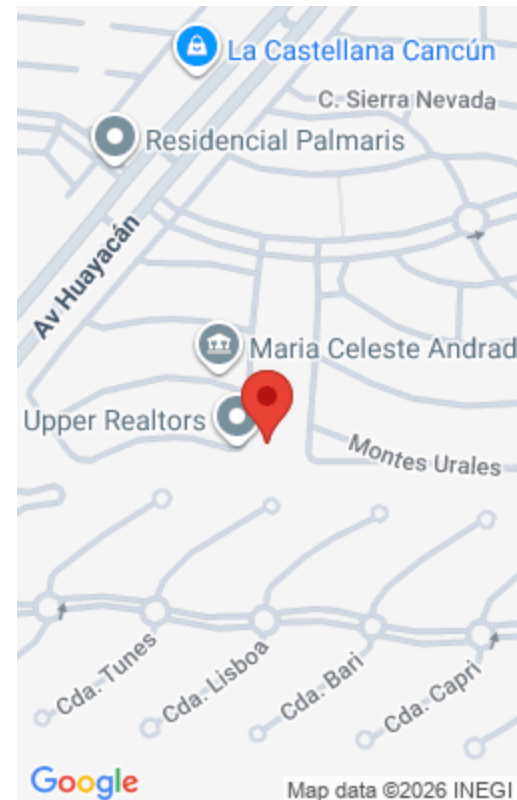 La Castellana Cancún
C. Sierra Nevada
Residencial Palmaris
Av Huayacán
Maria Celeste Andrad
Upper Realtors
Montes Urales
Cda. Tunes
Cda. Lisboa
Cda. Bari
Cda. Capri
Google
Map data ©2026 INEGI